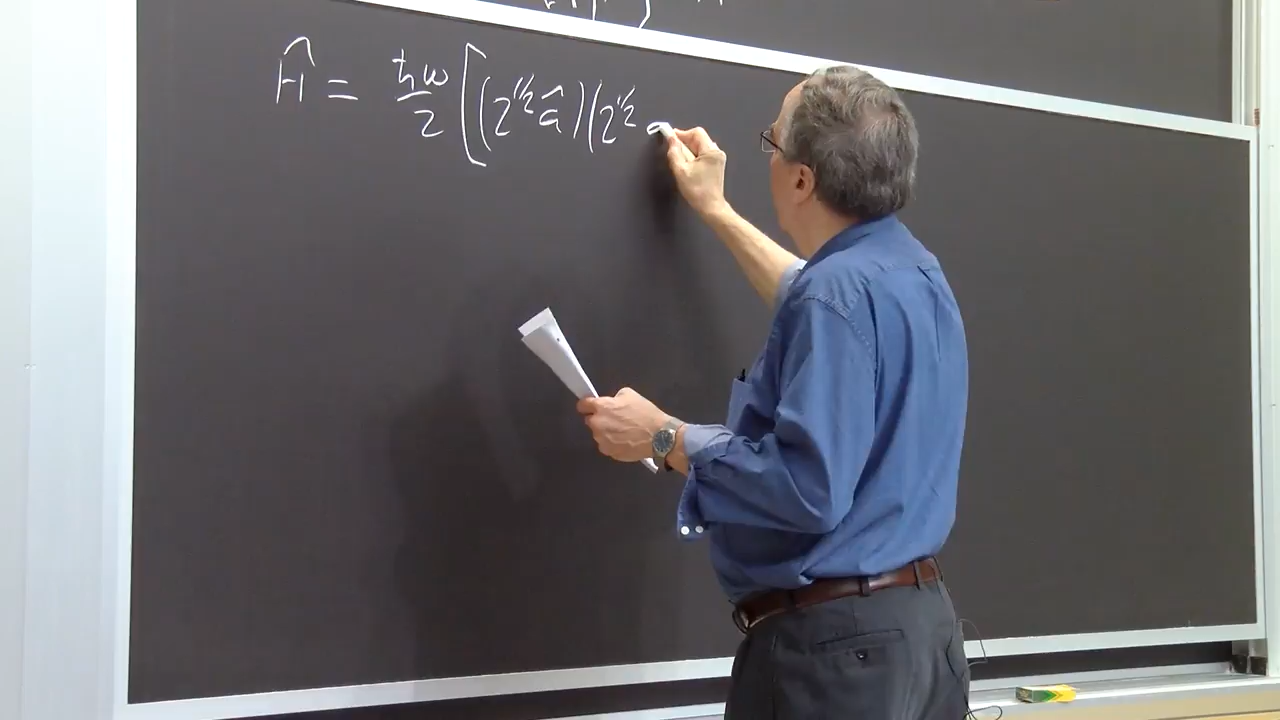 Ĥ = ħω/2 [(2^{1/2} â)(2^{1/2} a